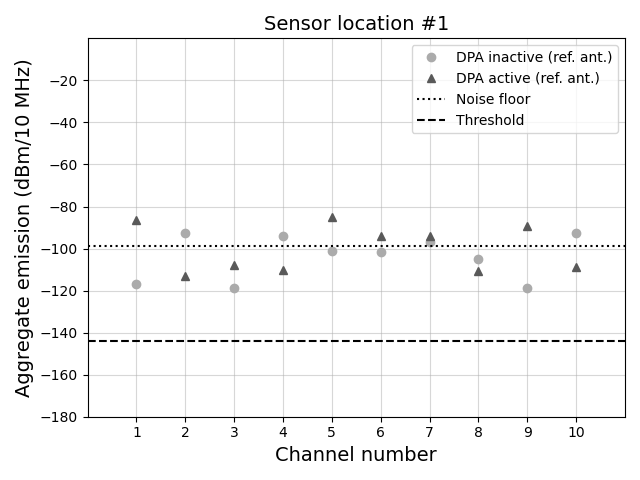 Sensor location #1
DPA inactive (ref. ant.)
DPA active (ref. ant.)
Noise floor
Threshold
Aggregate emission (dBm/10 MHz)
−20
−40
−60
−80
−100
−120
−140
−160
−180
1 2 3 4 5 6 7 8 9 10
Channel number